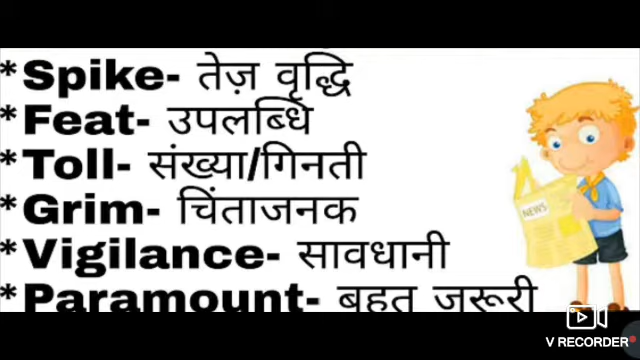 *Spike- तेज़ वृद्धि
*Feat- उपलब्धि
*Toll- संख्या/गिनती
*Grim- चिंताजनक
*Vigilance- सावधानी
*Paramount- बहुत जरूरी
NEWS
V RECORDER